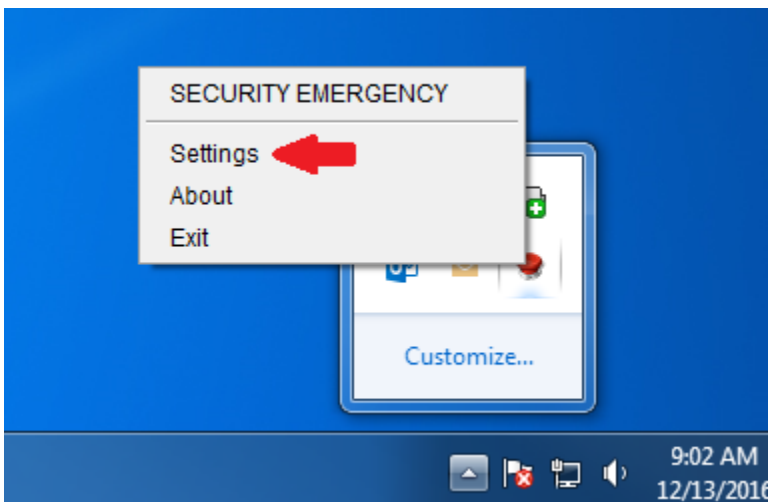 SECURITY EMERGENCY
Settings
About
Exit
Customize...
9:02 AM
12/13/2016